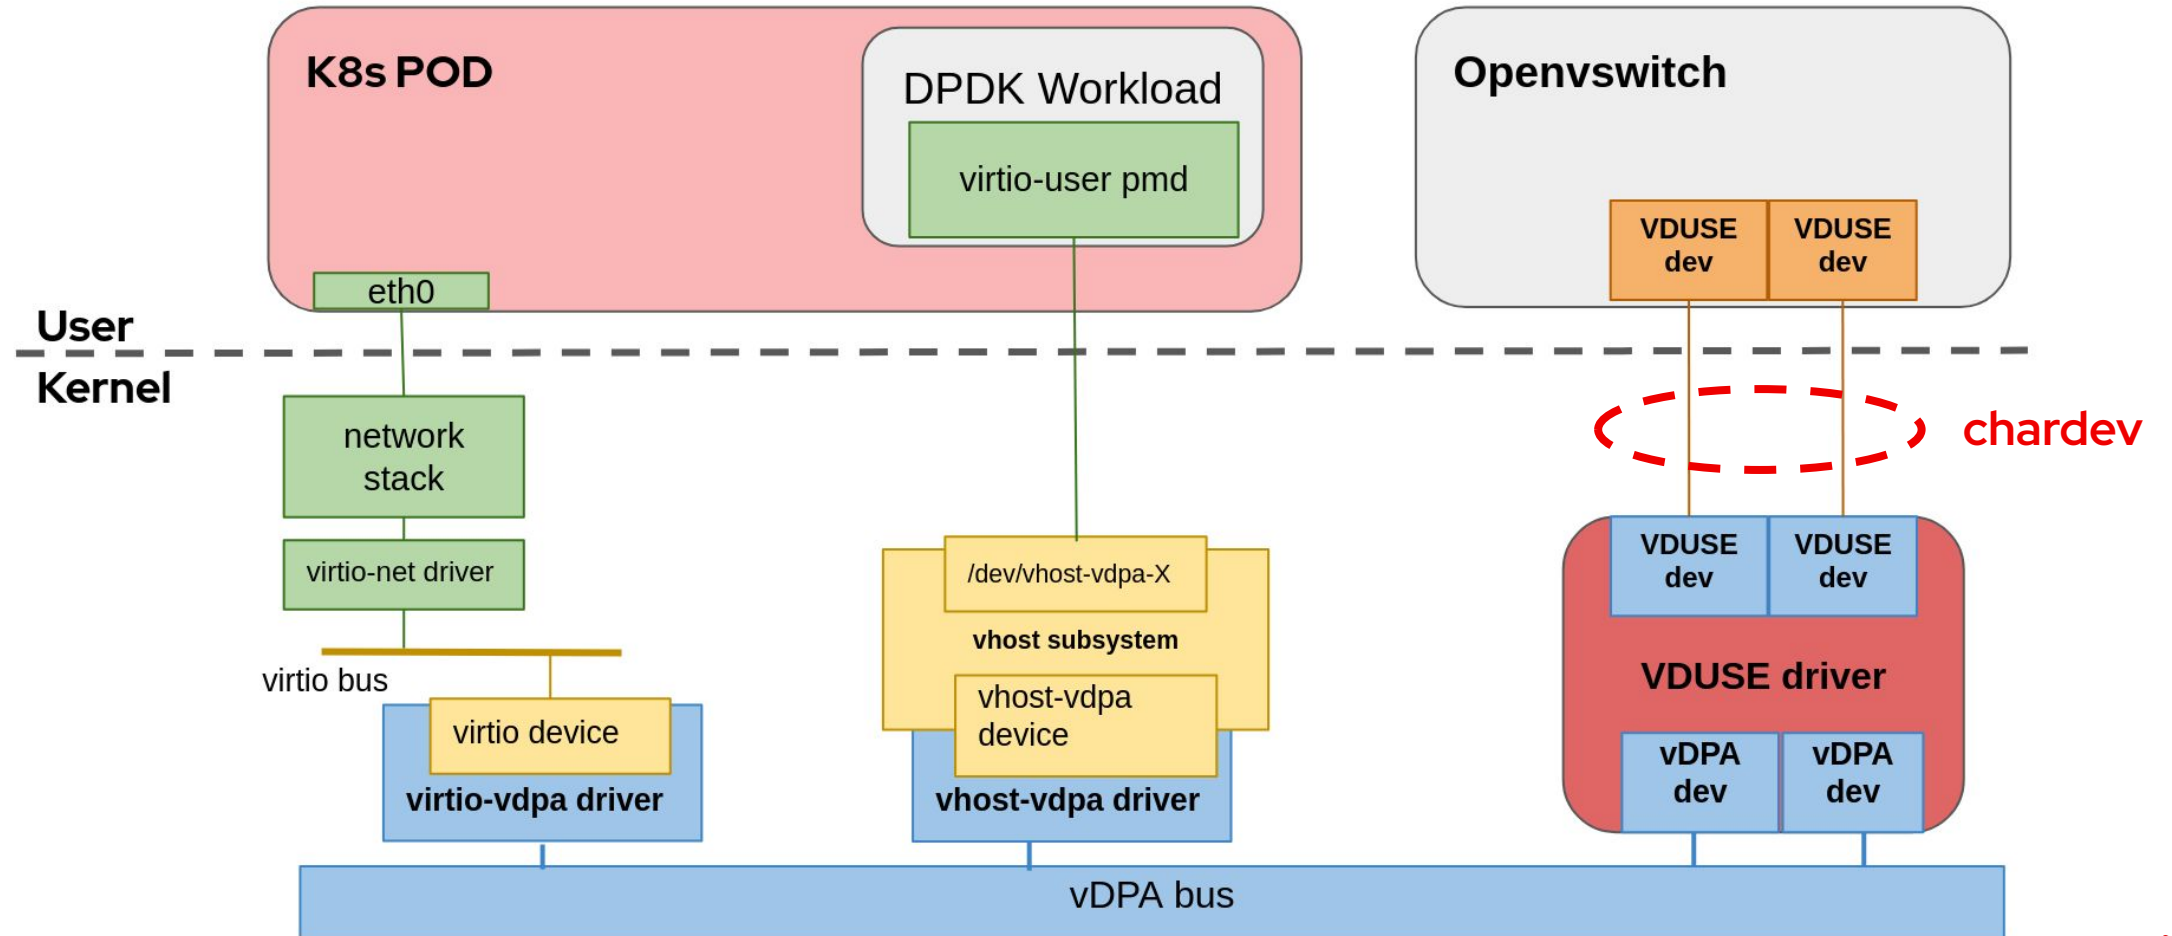 K8s POD
DPDK Workload
virtio-user pmd
eth0
Openvswitch
VDUSE
dev
VDUSE
dev
User
Kernel
network
stack
virtio-net driver
virtio bus
virtio device
virtio-vdpa driver
/dev/vhost-vdpa-X
vhost subsystem
vhost-vdpa
device
vhost-vdpa driver
chardev
VDUSE
dev
VDUSE
dev
VDUSE driver
vDPA
dev
vDPA
dev
vDPA bus